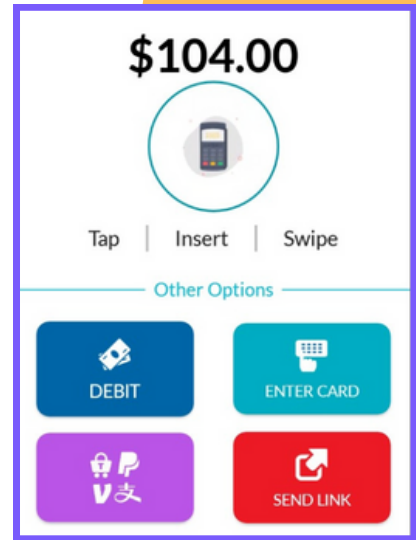 $104.00
Tap | Insert | Swipe
Other Options
DEBIT
ENTER CARD
SEND LINK